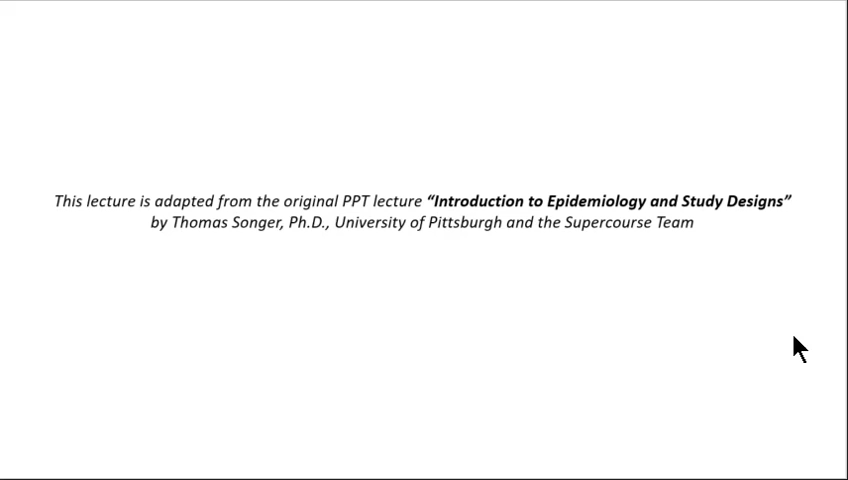 This lecture is adapted from the original PPT lecture “Introduction to Epidemiology and Study Designs”
by Thomas Songer, Ph.D., University of Pittsburgh and the Supercourse Team